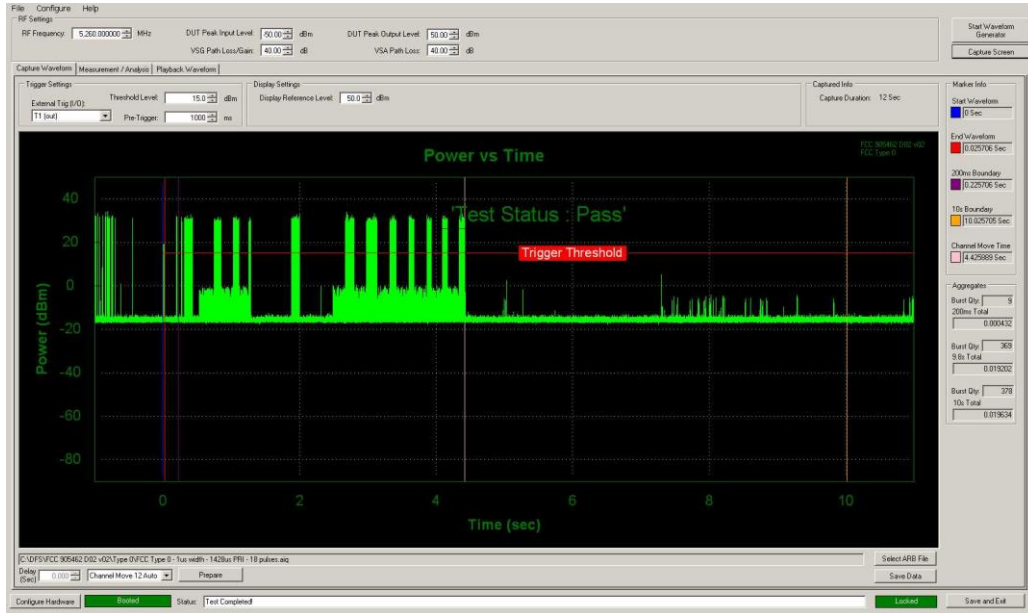 File Configure Help
RF Settings
RF Frequency: 5,260.000000 MHz DUT Peak Input Level: -50.00 dBm DUT Peak Output Level: 50.00 dBm
VSG Path Loss/Gain: 40.00 dB VSA Path Loss: 40.00 dB
Start Waveform Generator
Capture Screen
Capture Waveform Measurement / Analysis Playback Waveform
Trigger Settings
External Trig (I/O): Threshold Level: 15.0 dBm
T1 (out) Pre-Trigger: 1000 ms
Display Settings
Display Reference Level: 50.0 dBm
Captured Info
Capture Duration: 12 Sec
Marker Info
Start Waveform
0 Sec
End Waveform
0.025706 Sec
200ms Boundary
0.225706 Sec
10s Boundary
10.025705 Sec
Channel Move Time
4.425889 Sec
Aggregates
Burst Qty: 9
200ms Total
0.000432
Burst Qty: 369
9.8s Total
0.019202
Burst Qty: 378
10s Total
0.019634
Power vs Time
FCC 905462 D02 v02
FCC Type 0
'Test Status : Pass'
Trigger Threshold
Power (dBm)
40
20
0
-20
-40
-60
-80
0 2 4 6 8 10
Time (sec)
C:\DFS\FCC 905462 D02 v02\Type 0\FCC Type 0 - 1us width - 1428us PRI - 18 pulses.aiq
Select ARB File
Delay (Sec) 0.000 Channel Move 12 Auto Prepare
Save Data
Configure Hardware Booted Status: Test Completed! Locked Save and Exit